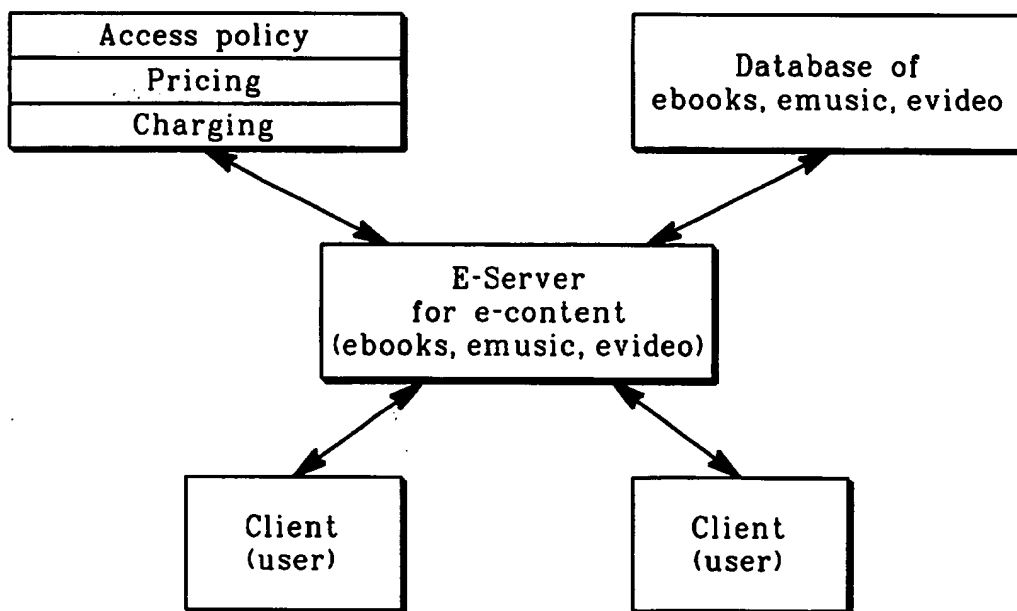 Access policy
Pricing
Charging
Database of
ebooks, emusic, evideo
E-Server
for e-content
(ebooks, emusic, evideo)
Client
(user)
Client
(user)